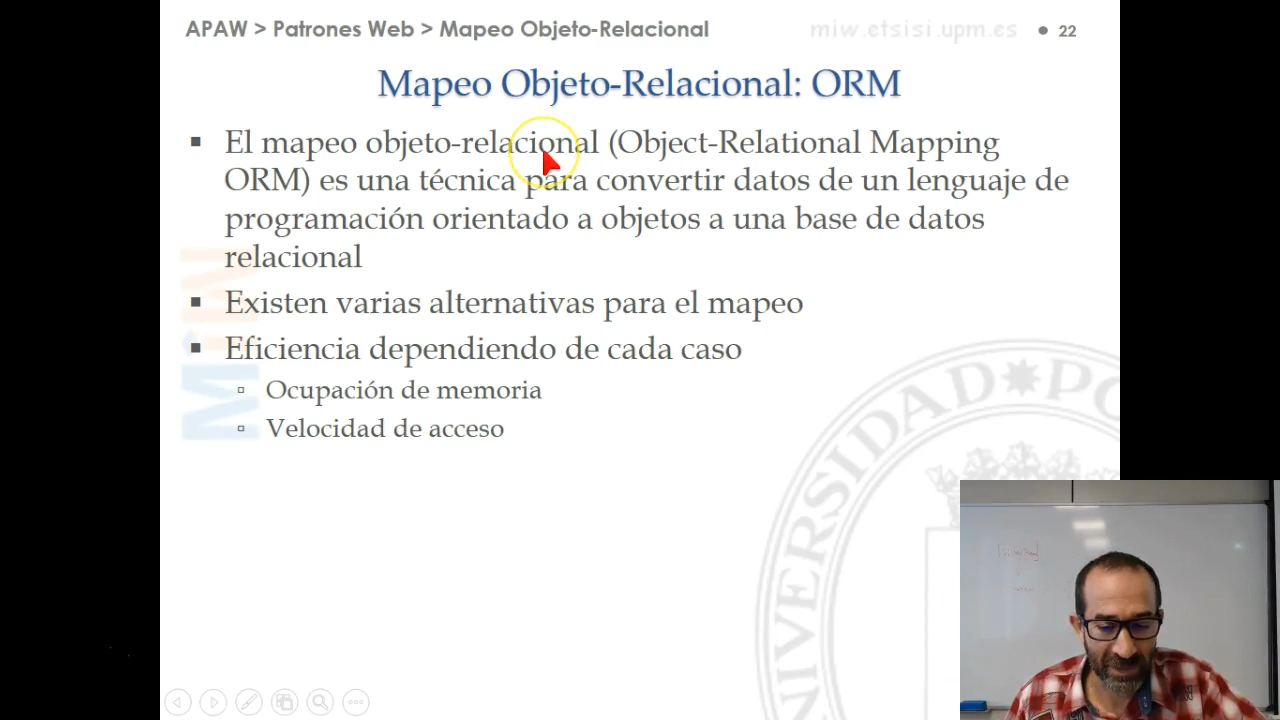 APAW > Patrones Web > Mapeo Objeto-Relacional
miw.etsisi.upm.es
22
Mapeo Objeto-Relacional: ORM
El mapeo objeto-relacional (Object-Relational Mapping
ORM) es una técnica para convertir datos de un lenguaje de
programación orientado a objetos a una base de datos
relacional
Existen varias alternativas para el mapeo
Eficiencia dependiendo de cada caso
Ocupación de memoria
Velocidad de acceso
MiW
UNIVERSIDAD PO